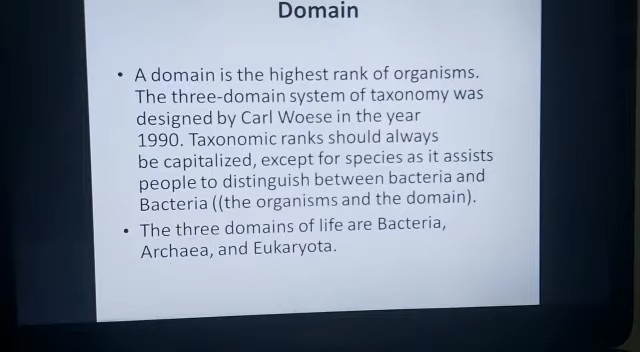 Domain
• A domain is the highest rank of organisms.
The three-domain system of taxonomy was
designed by Carl Woese in the year
1990. Taxonomic ranks should always
be capitalized, except for species as it assists
people to distinguish between bacteria and
Bacteria ((the organisms and the domain).
• The three domains of life are Bacteria,
Archaea, and Eukaryota.